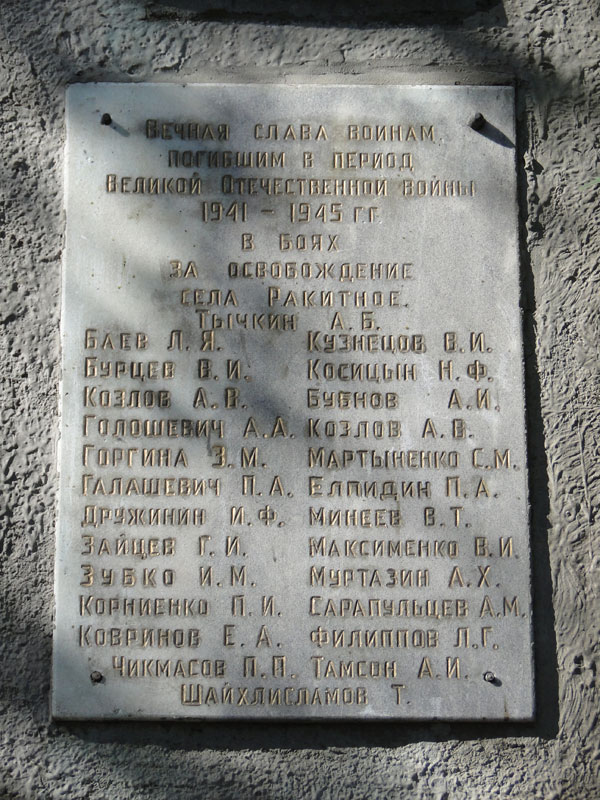 Вечная слава воинам
погибшим в период
Великой Отечественной войны
1941 – 1945 г.г.
в боях
за освобождение
села Ракитное.
Тычкин А.Б.
Баев Л.Я. Кузнецов В.И.
Бурцев В.И. Косицын Н.Ф.
Козлов А.В. Бубнов А.И.
Голошевич А.А. Козлов А.В.
Горгина З.М. Мартыненко С.М.
Галашевич П.А. Елпидин П.А.
Дружинин И.Ф. Минеев В.Т.
Зайцев Г.И. Максименко В.И.
Зубко И.М. Муртазин А.Х.
Корниенко П.И. Сарапульцев А.М.
Ковринов Е.А. Филиппов Л.Г.
Чикмасов П.П. Тамсон А.И.
Шайхлисламов Т.